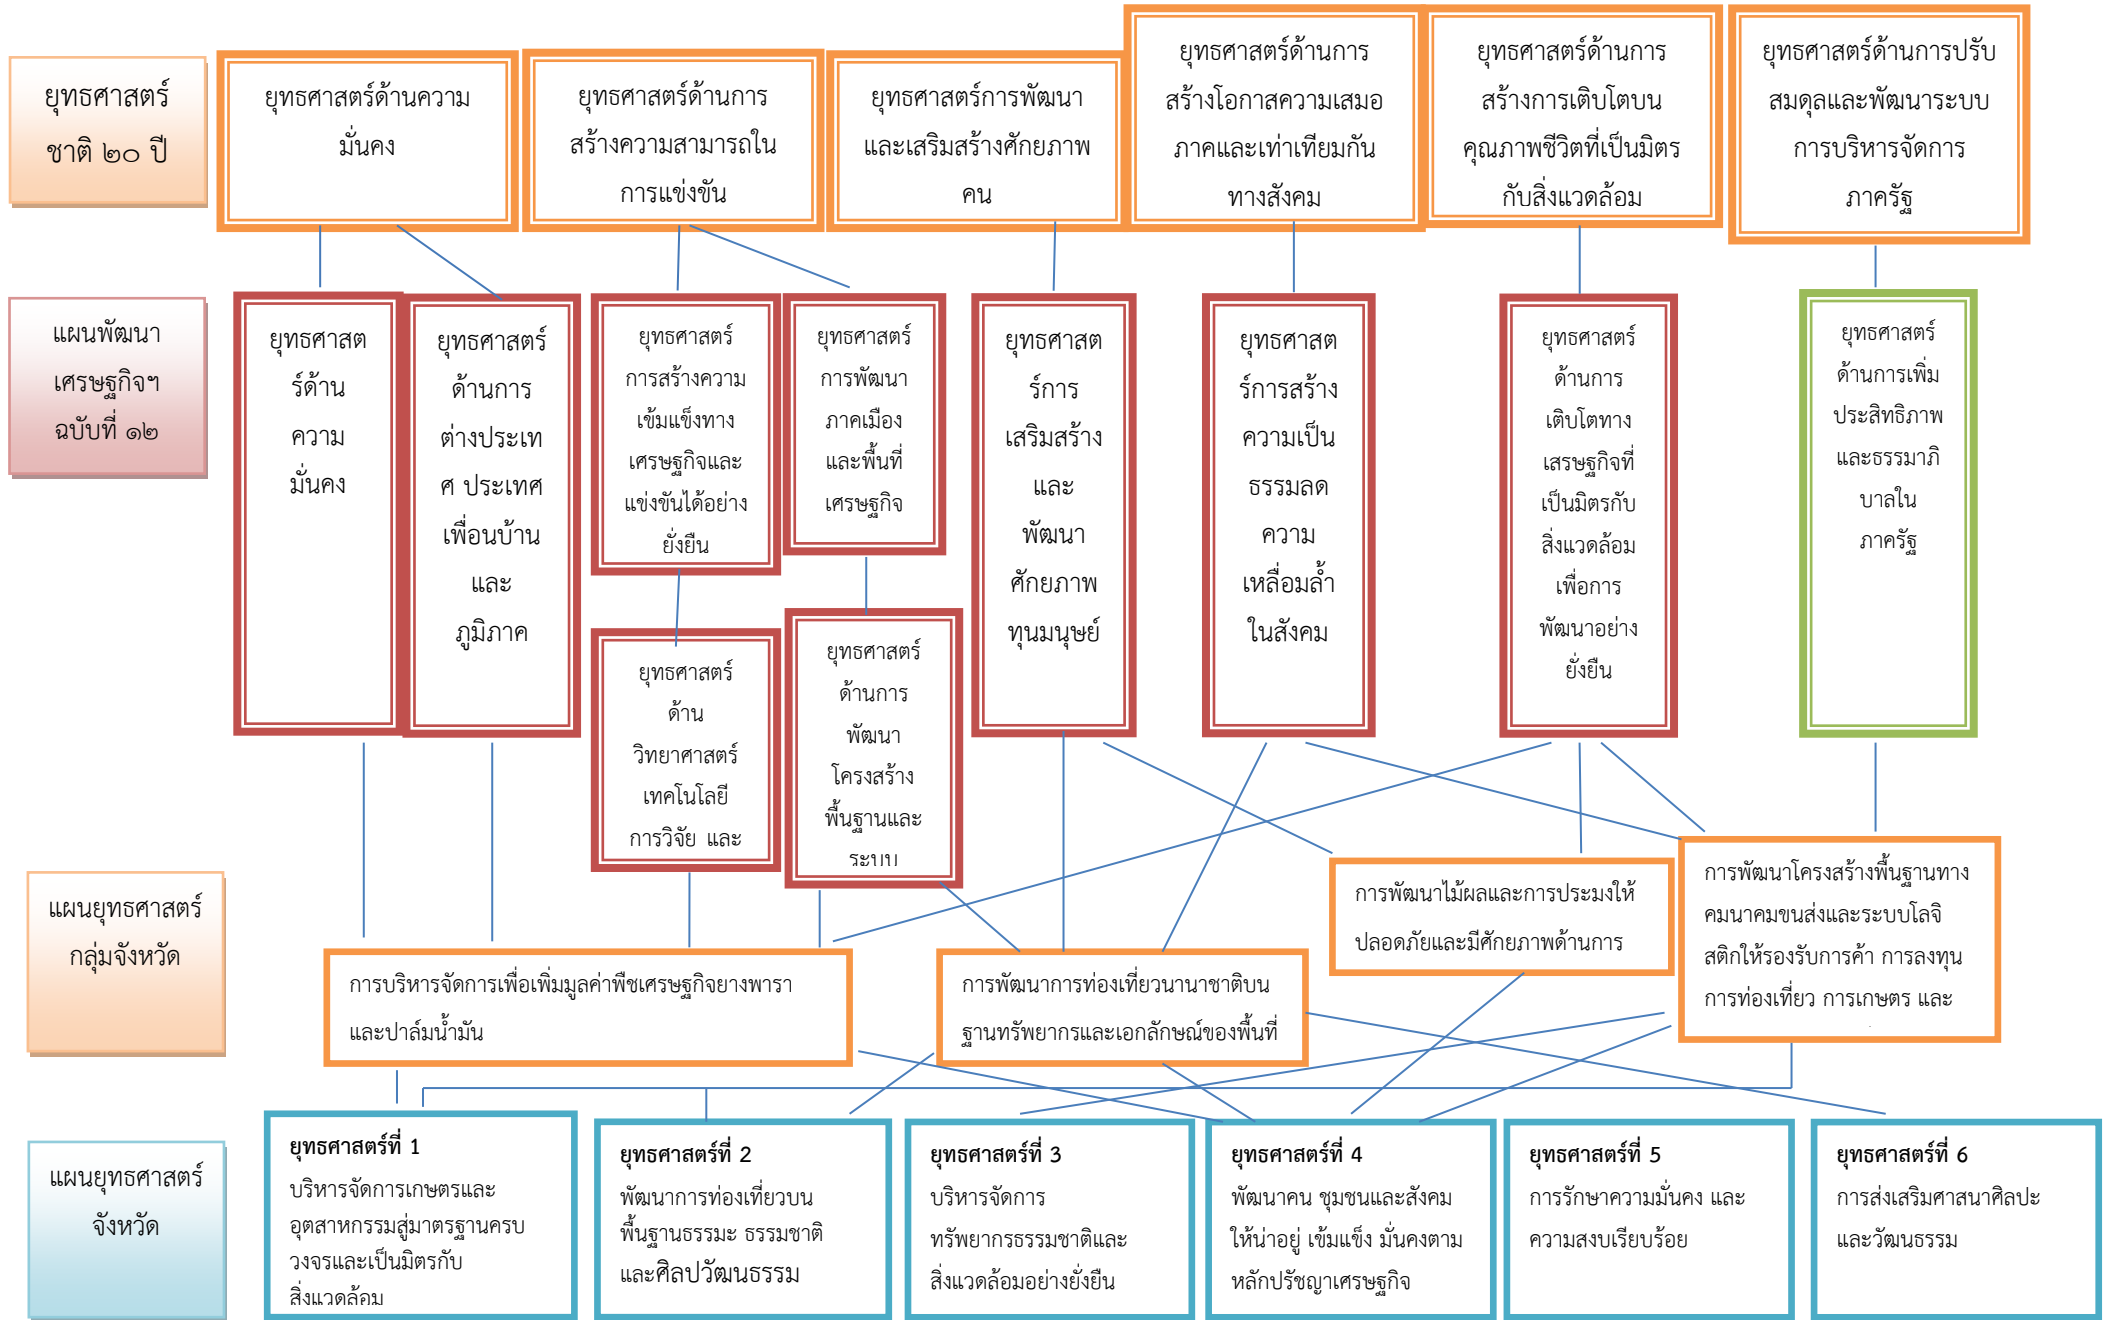 ยุทธศาสตร์
ชาติ ๒๐ ปี
ยุทธศาสตร์ด้านความ
มั่นคง
ยุทธศาสตร์ด้านการ
สร้างความสามารถใน
การแข่งขัน
ยุทธศาสตร์การพัฒนา
และเสริมสร้างศักยภาพ
คน
ยุทธศาสตร์ด้านการ
สร้างโอกาสความเสมอ
ภาคและเท่าเทียมกัน
ทางสังคม
ยุทธศาสตร์ด้านการ
สร้างการเติบโตบน
คุณภาพชีวิตที่เป็นมิตร
กับสิ่งแวดล้อม
ยุทธศาสตร์ด้านการปรับ
สมดุลและพัฒนาระบบ
การบริหารจัดการ
ภาครัฐ
แผนพัฒนา
เศรษฐกิจฯ
ฉบับที่ ๑๒
ยุทธศาสต
ร์ด้าน
ความ
มั่นคง
ยุทธศาสตร์
ด้านการ
ต่างประเท
ศ ประเทศ
เพื่อนบ้าน
และ
ภูมิภาค
ยุทธศาสตร์
การสร้างความ
เข้มแข็งทาง
เศรษฐกิจและ
แข่งขันได้อย่าง
ยั่งยืน
ยุทธศาสตร์
การพัฒนา
ภาคเมือง
และพื้นที่
เศรษฐกิจ
ยุทธศาสต
ร์การ
เสริมสร้าง
และ
พัฒนา
ศักยภาพ
ทุนมนุษย์
ยุทธศาสต
ร์การสร้าง
ความเป็น
ธรรมลด
ความ
เหลื่อมล้ำ
ในสังคม
ยุทธศาสตร์
ด้านการ
เติบโตทาง
เสรษฐกิจที่
เป็นมิตรกับ
สิ่งแวดล้อม
เพื่อการ
พัฒนาอย่าง
ยั่งยืน
ยุทธศาสตร์
ด้านการเพิ่ม
ประสิทธิภาพ
และธรรมาภิ
บาลใน
ภาครัฐ
ยุทธศาสตร์
ด้าน
วิทยาศาสตร์
เทคโนโลยี
การวิจัย และ
ยุทธศาสตร์
ด้านการ
พัฒนา
โครงสร้าง
พื้นฐานและ
ระบบ
แผนยุทธศาสตร์
กลุ่มจังหวัด
การบริหารจัดการเพื่อเพิ่มมูลค่าพืชเศรษฐกิจยางพารา
และปาล์มน้ำมัน
การพัฒนาการท่องเที่ยวนานาชาติบน
ฐานทรัพยากรและเอกลักษณ์ของพื้นที่
การพัฒนาไม้ผลและการประมงให้
ปลอดภัยและมีศักยภาพด้านการ
การพัฒนาโครงสร้างพื้นฐานทาง
คมนาคมขนส่งและระบบโลจิ
สติกให้รองรับการค้า การลงทุน
การท่องเที่ยว การเกษตร และ
แผนยุทธศาสตร์
จังหวัด
ยุทธศาสตร์ที่ 1
บริหารจัดการเกษตรและ
อุตสาหกรรมสู่มาตรฐานครบ
วงจรและเป็นมิตรกับ
สิ่งแวดล้อม
ยุทธศาสตร์ที่ 2
พัฒนาการท่องเที่ยวบน
พื้นฐานธรรมะ ธรรมชาติ
และศิลปวัฒนธรรม
ยุทธศาสตร์ที่ 3
บริหารจัดการ
ทรัพยากรธรรมชาติและ
สิ่งแวดล้อมอย่างยั่งยืน
ยุทธศาสตร์ที่ 4
พัฒนาคน ชุมชนและสังคม
ให้น่าอยู่ เข้มแข็ง มั่นคงตาม
หลักปรัชญาเศรษฐกิจ
ยุทธศาสตร์ที่ 5
การรักษาความมั่นคง และ
ความสงบเรียบร้อย
ยุทธศาสตร์ที่ 6
การส่งเสริมศาสนาศิลปะ
และวัฒนธรรม